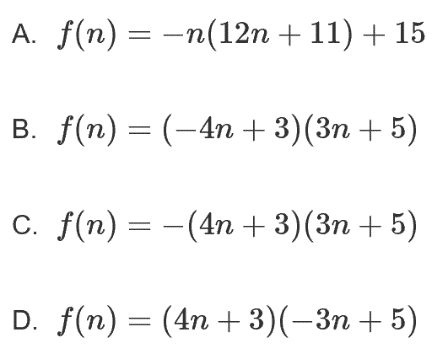 A. f(n) = −n(12n + 11) + 15
B. f(n) = (−4n + 3)(3n + 5)
C. f(n) = −(4n + 3)(3n + 5)
D. f(n) = (4n + 3)(−3n + 5)